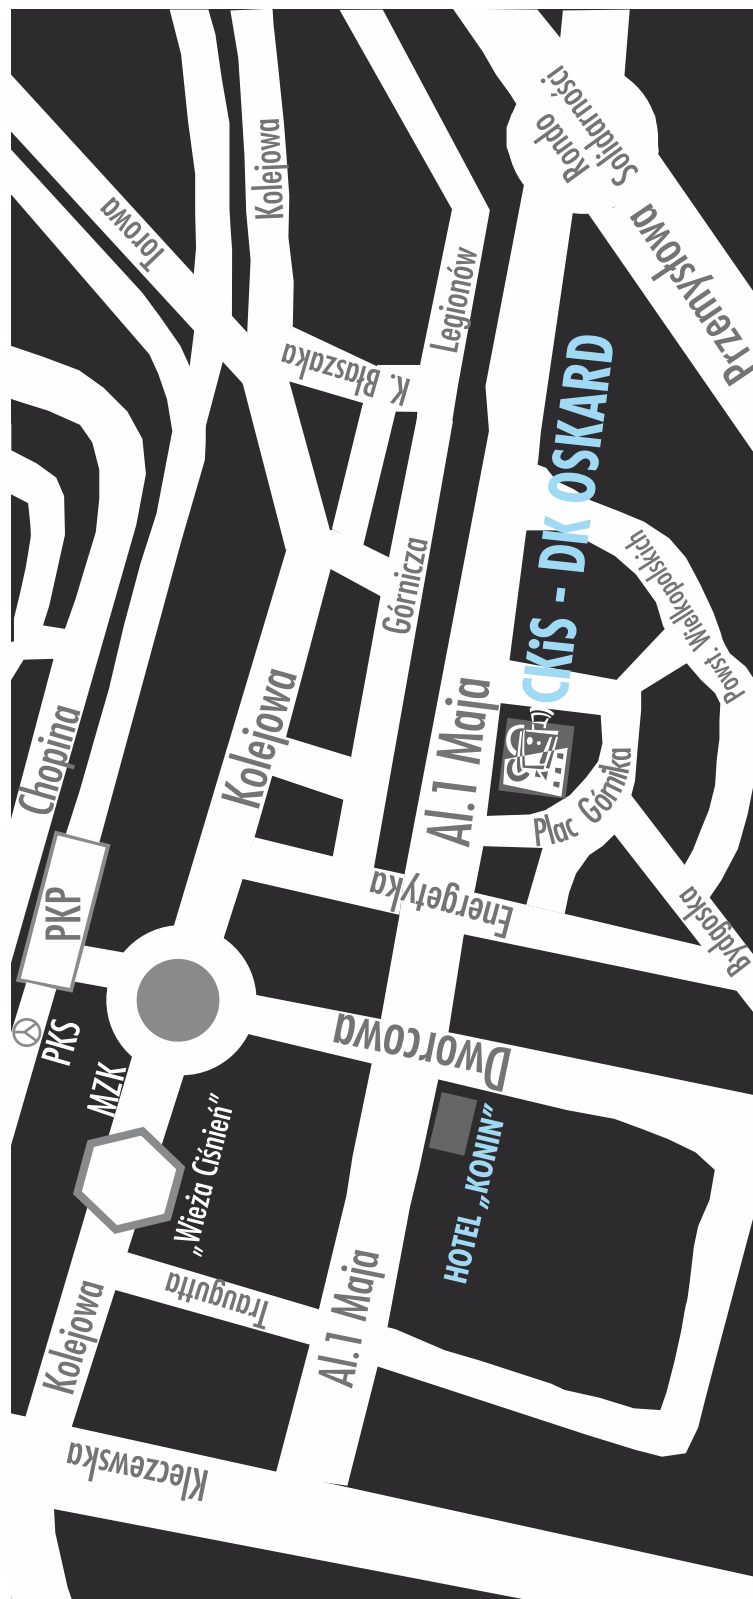 Kolejowa
Torowa
Rondo
Solidarności
Przemysłowa
Legionów
K. Błaszaka
CKiS - DK OSKARD
Górnicza
Powst. Wielkopolskich
Chopina
Kolejowa
Al.1 Maja
Plac Górnika
PKP
Energetyka
Bydgoska
PKS
MZK
Dworcowa
„Wieża Ciśnień”
HOTEL „KONIN”
Kolejowa
Traugutta
Al.1 Maja
Kleczewska